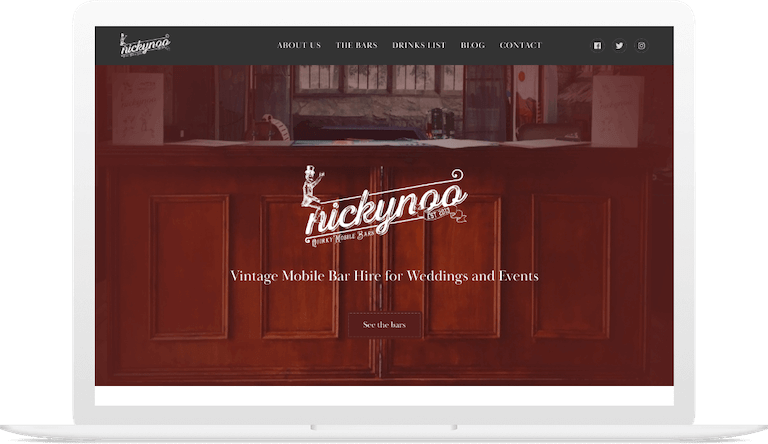 nickynoo
ABOUT US THE BARS DRINKS LIST BLOG CONTACT
nickynoo
EST 2013
Quirky Mobile Bars
Vintage Mobile Bar Hire for Weddings and Events
See the bars